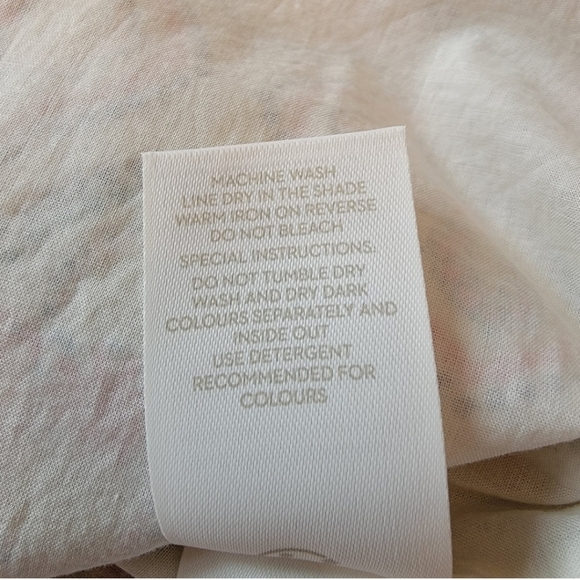 MACHINE WASH
LINE DRY IN THE SHADE
WARM IRON ON REVERSE
DO NOT BLEACH
SPECIAL INSTRUCTIONS:
DO NOT TUMBLE DRY
WASH AND DRY DARK
COLOURS SEPARATELY AND
INSIDE OUT
USE DETERGENT
RECOMMENDED FOR
COLOURS